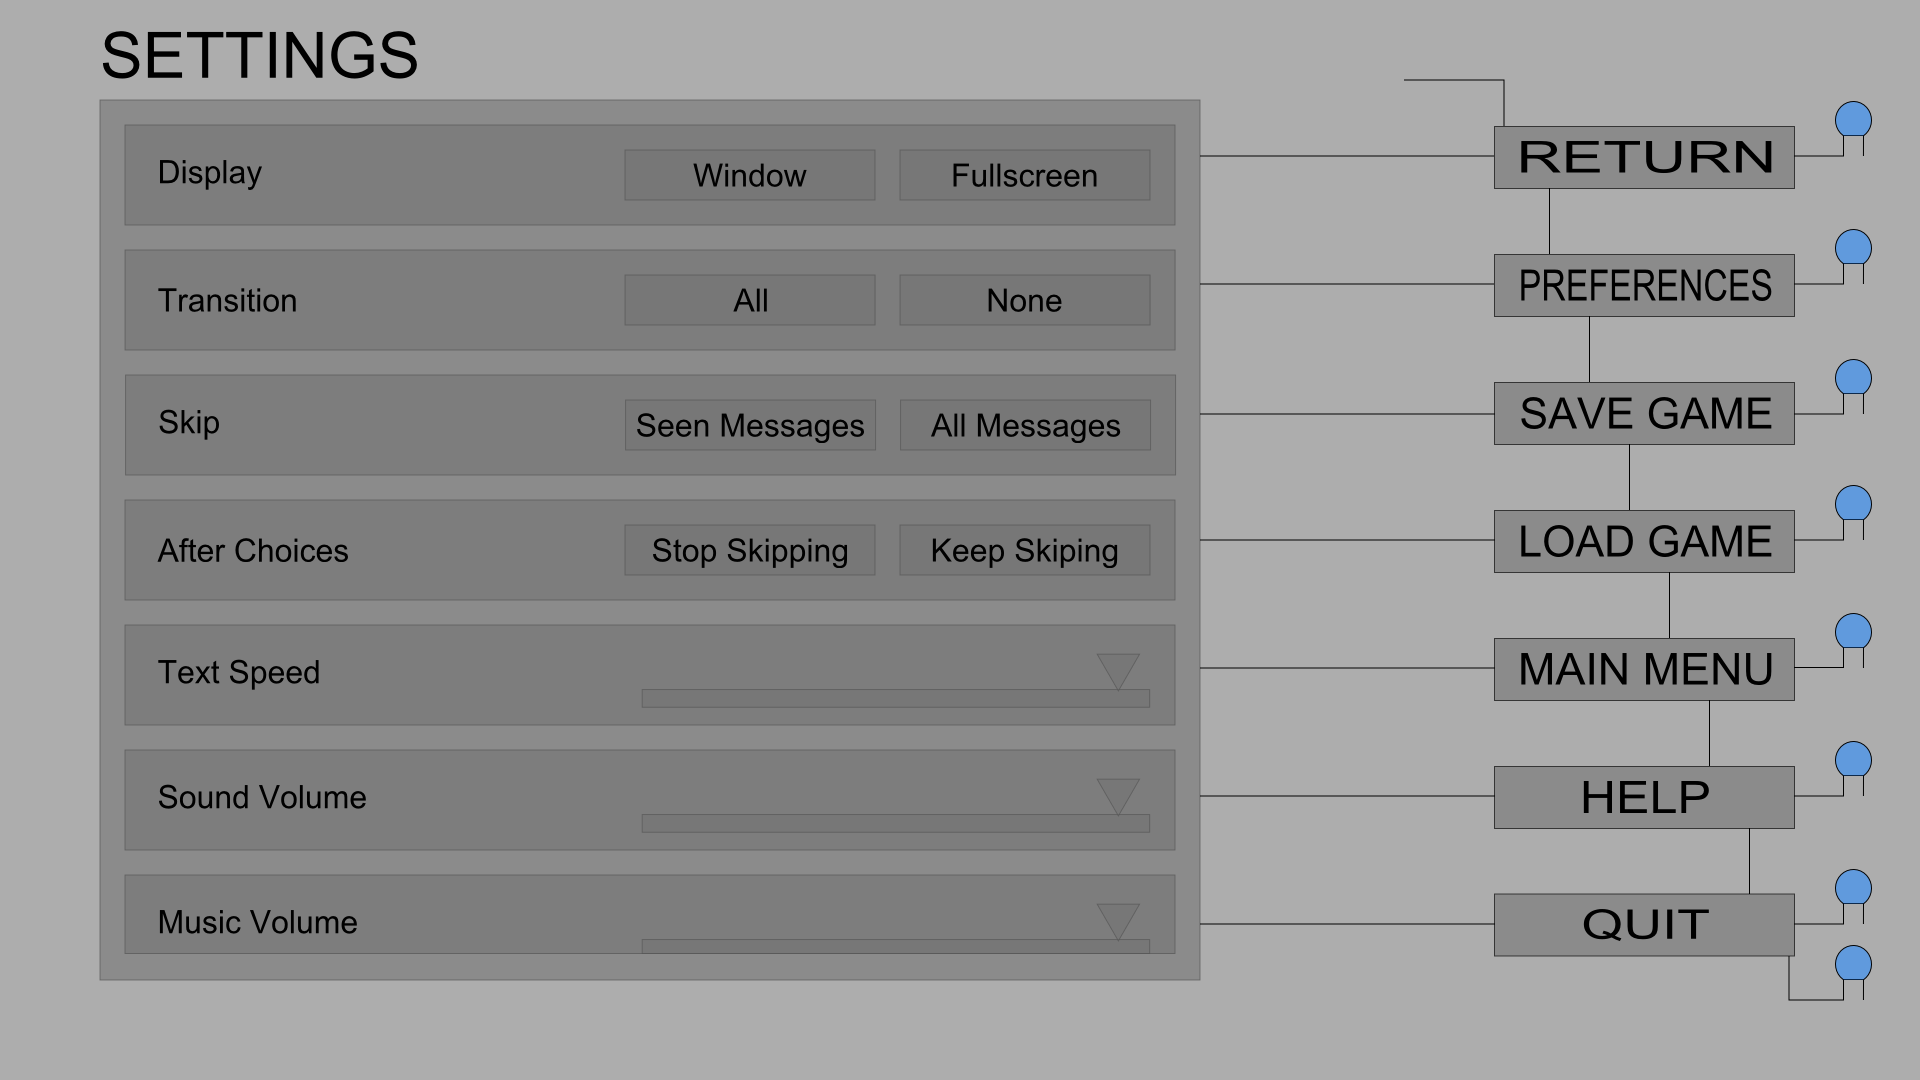 SETTINGS
Display
Window
Fullscreen
Transition
All
None
Skip
Seen Messages
All Messages
After Choices
Stop Skipping
Keep Skiping
Text Speed
Sound Volume
Music Volume
RETURN
PREFERENCES
SAVE GAME
LOAD GAME
MAIN MENU
HELP
QUIT